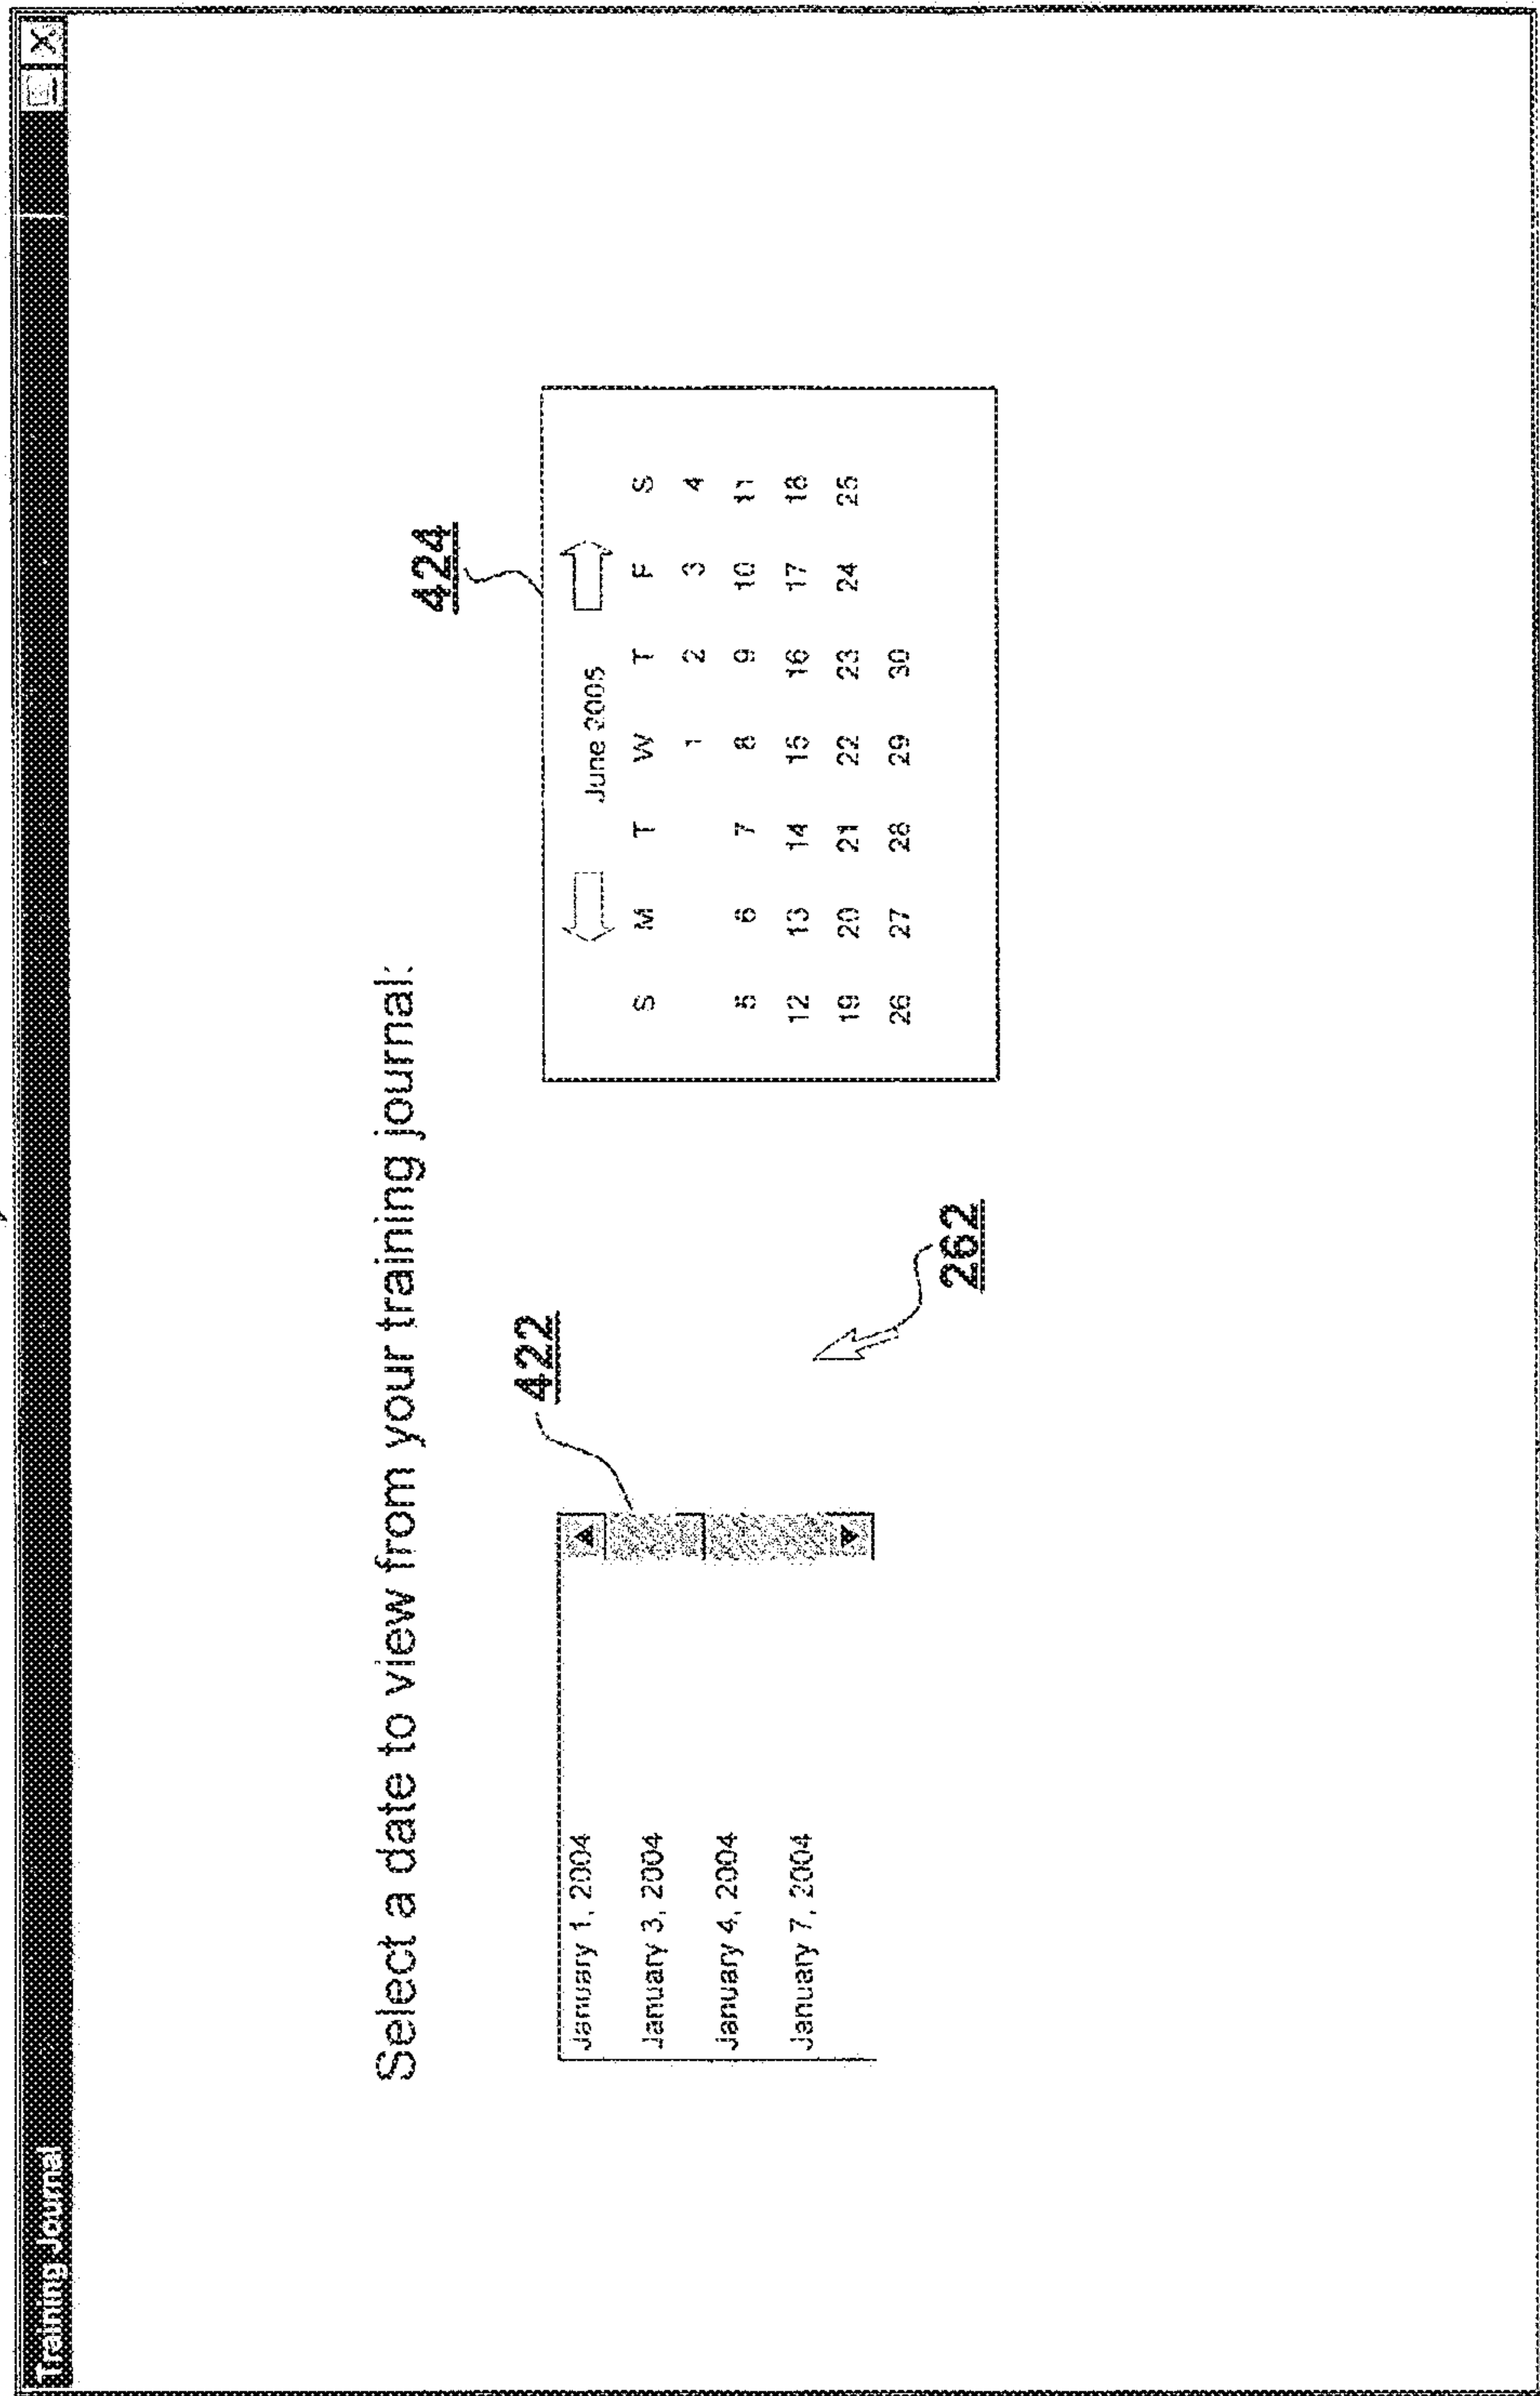 Training Journal
Select a date to view from your training journal:
424
422
June 2005
January 1, 2004
January 3, 2004
January 4, 2004
January 7, 2004
S M T W T F S
1 2 3 4
5 6 7 8 9 10 11
12 13 14 15 16 17 18
19 20 21 22 23 24 25
26 27 28 29 30
262